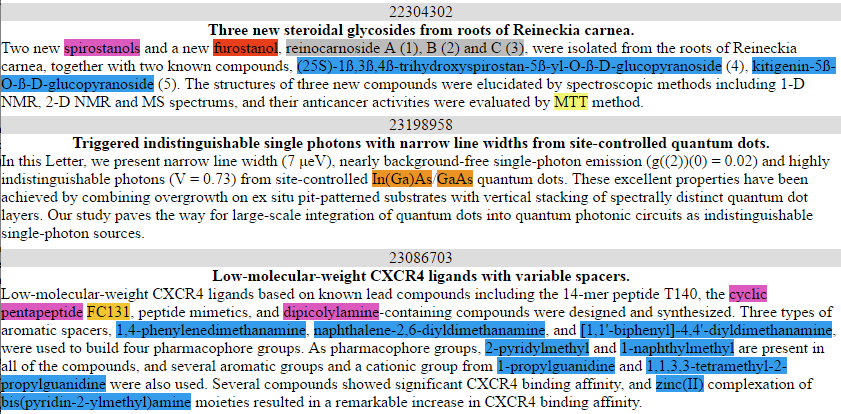 22304302
Three new steroidal glycosides from roots of Reineckia carnea.
Two new spirostanols and a new furostanol, reinocarnoside A (1), B (2) and C (3), were isolated from the roots of Reineckia
carnea, together with two known compounds, (25S)-1ß,3ß,4ß-trihydroxyspirostan-5ß-yl-O-ß-D-glucopyranoside (4), kitigenin-5ß-
O-ß-D-glucopyranoside (5). The structures of three new compounds were elucidated by spectroscopic methods including 1-D
NMR, 2-D NMR and MS spectrums, and their anticancer activities were evaluated by MTT method.
23198958
Triggered indistinguishable single photons with narrow line widths from site-controlled quantum dots.
In this Letter, we present narrow line width (7 µeV), nearly background-free single-photon emission (g((2))(0) = 0.02) and highly
indistinguishable photons (V = 0.73) from site-controlled In(Ga)As/GaAs quantum dots. These excellent properties have been
achieved by combining overgrowth on ex situ pit-patterned substrates with vertical stacking of spectrally distinct quantum dot
layers. Our study paves the way for large-scale integration of quantum dots into quantum photonic circuits as indistinguishable
single-photon sources.
23086703
Low-molecular-weight CXCR4 ligands with variable spacers.
Low-molecular-weight CXCR4 ligands based on known lead compounds including the 14-mer peptide T140, the cyclic
pentapeptide FC131, peptide mimetics, and dipicolylamine-containing compounds were designed and synthesized. Three types of
aromatic spacers, 1,4-phenylenedimethanamine, naphthalene-2,6-diyldimethanamine, and [1,1'-biphenyl]-4,4'-diyldimethanamine,
were used to build four pharmacophore groups. As pharmacophore groups, 2-pyridylmethyl and 1-naphthylmethyl are present in
all of the compounds, and several aromatic groups and a cationic group from 1-propylguanidine and 1,1,3,3-tetramethyl-2-
propylguanidine were also used. Several compounds showed significant CXCR4 binding affinity, and zinc(II) complexation of
bis(pyridin-2-ylmethyl)amine moieties resulted in a remarkable increase in CXCR4 binding affinity.